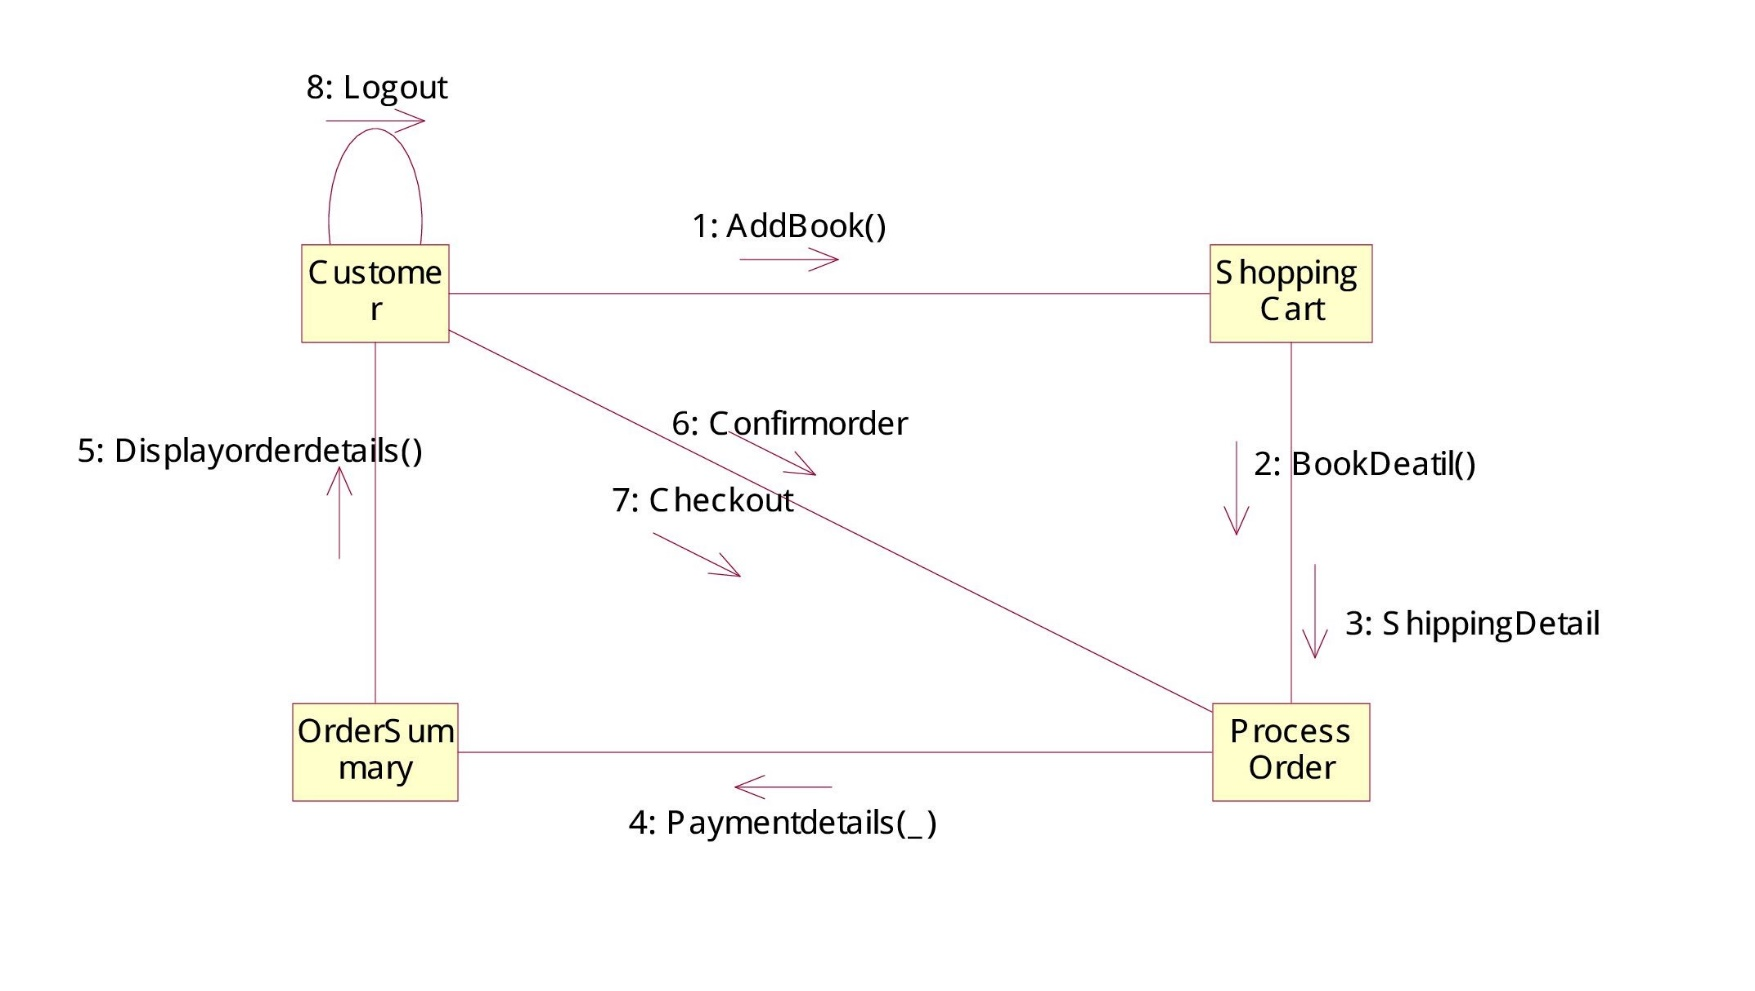 8: Logout
1: AddBook()
Custome
r
Shopping
Cart
6: Confirmorder
5: Displayorderdetails()
2: BookDeatil()
7: Checkout
3: ShippingDetail
OrderSum
mary
Process
Order
4: Paymentdetails(_)